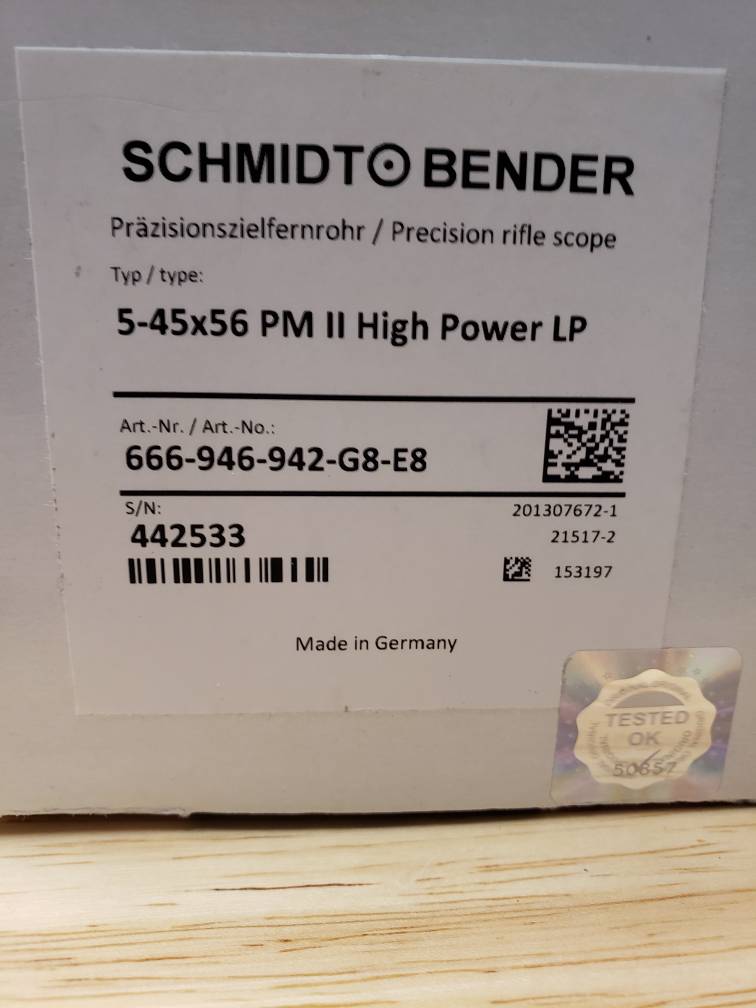 SCHMIDT BENDER
Präzisionszielfernrohr / Precision rifle scope
Typ / type:
5-45x56 PM II High Power LP
Art.-Nr. / Art.-No.:
666-946-942-G8-E8
S/N:
442533
201307672-1
21517-2
153197
Made in Germany
TESTED
OK
50857